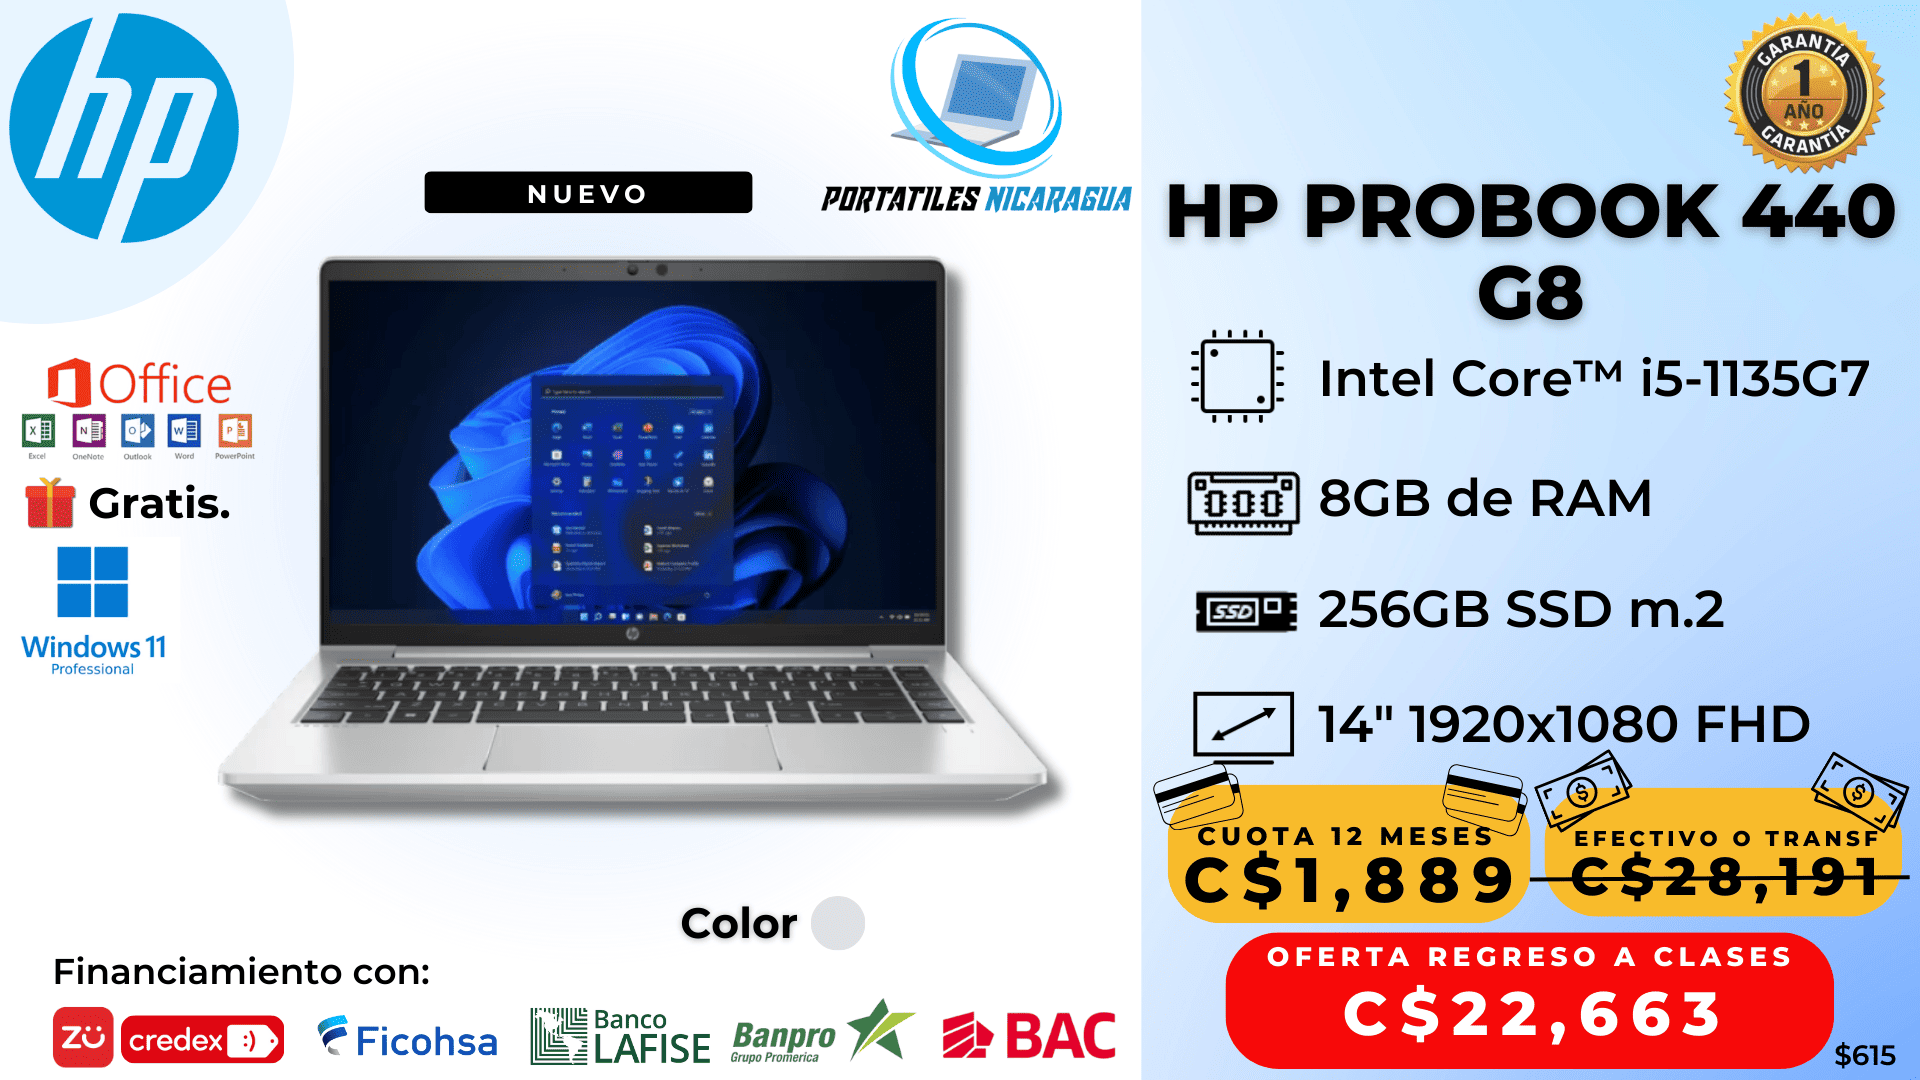 hp
NUEVO
PORTATILES NICARAGUA
GARANTÍA
1
AÑO
GARANTÍA
HP PROBOOK 440
G8
Intel Core™ i5-1135G7
8GB de RAM
SSD
256GB SSD m.2
14" 1920x1080 FHD
Office
Excel OneNote Outlook Word PowerPoint
Gratis.
Windows 11
Professional
CUOTA 12 MESES
C$1,889
EFECTIVO O TRANSF
C$28,191
OFERTA REGRESO A CLASES
C$22,663
$615
Color
Financiamiento con:
zü
credex :)
Ficohsa
Banco
LAFISE
Banpro
Grupo Promerica
BAC